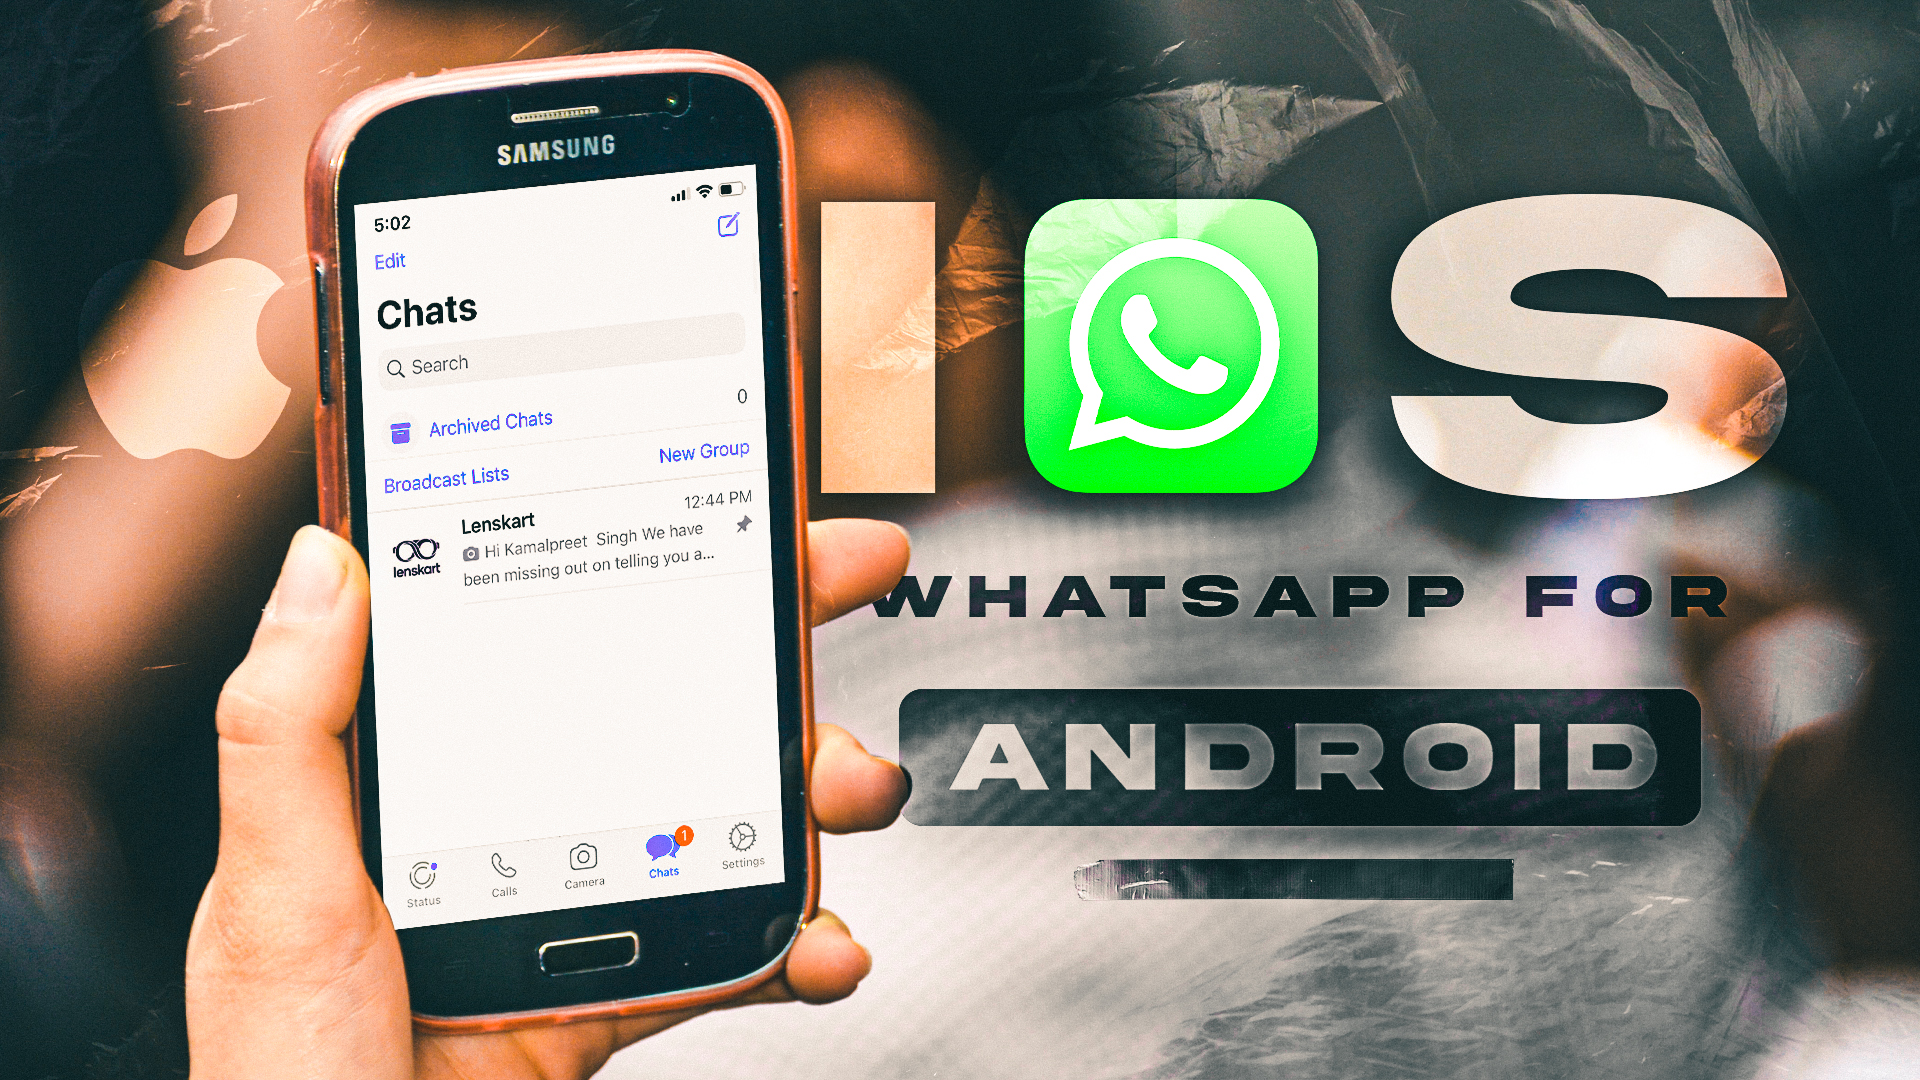 SAMSUNG
5:02
Edit
Chats
Search
Archived Chats 0
Broadcast Lists New Group
Lenskart 12:44 PM
Hi Kamalpreet Singh We have
been missing out on telling you a...
lenskart
Status Calls Camera Chats 1 Settings
I S
WHATSAPP FOR
ANDROID